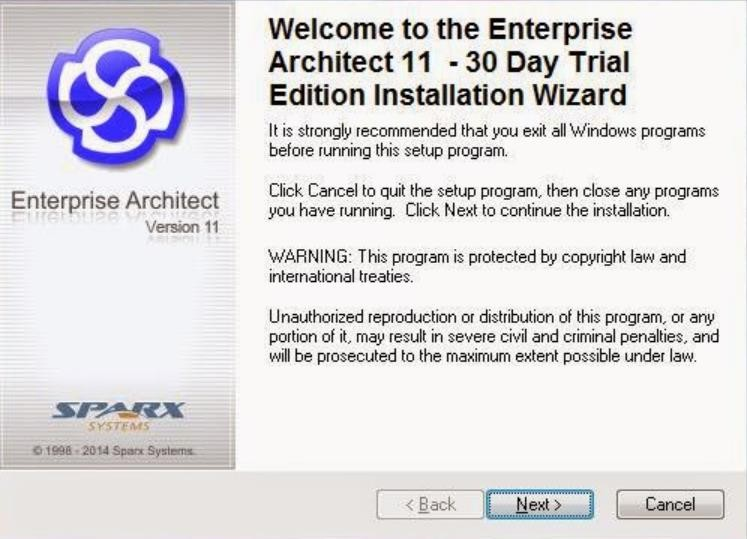 Welcome to the Enterprise
Architect 11 - 30 Day Trial
Edition Installation Wizard
It is strongly recommended that you exit all Windows programs
before running this setup program.
Click Cancel to quit the setup program, then close any programs
you have running. Click Next to continue the installation.
WARNING: This program is protected by copyright law and
international treaties.
Unauthorized reproduction or distribution of this program, or any
portion of it, may result in severe civil and criminal penalties, and
will be prosecuted to the maximum extent possible under law.
Enterprise Architect
Version 11
SPARX
SYSTEMS
© 1998 - 2014 Sparx Systems.
< Back
Next >
Cancel